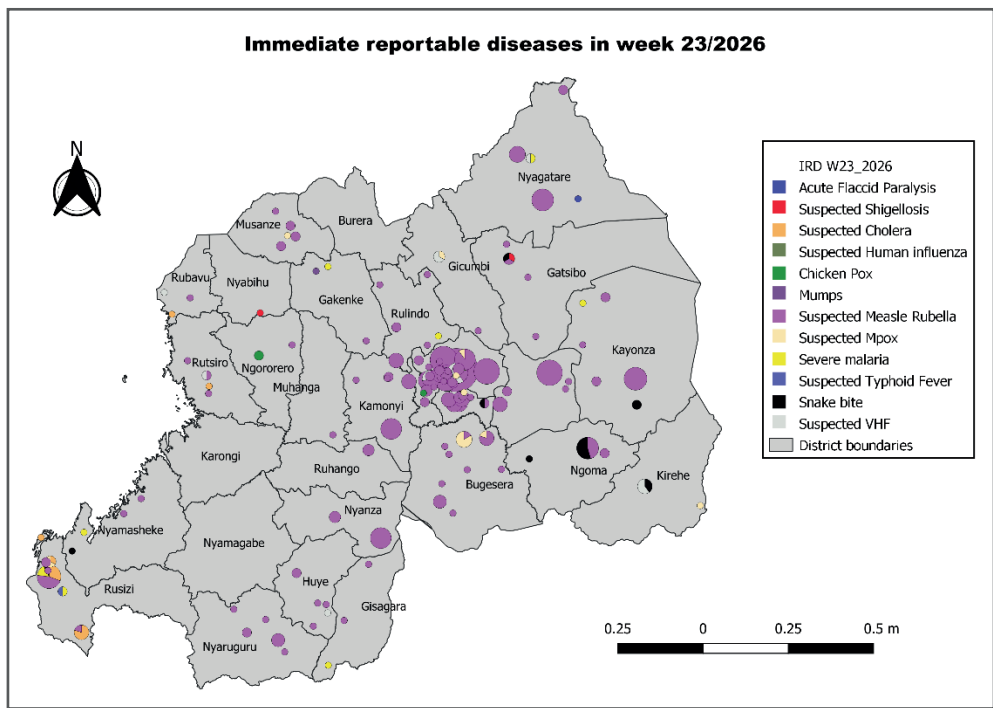 Immediate reportable diseases in week 23/2026
N
Nyagatare
Musanze
Burera
Gicumbi
Gatsibo
Rubavu
Nyabihu
Gakenke
Rulindo
Kayonza
Rutsiro
Ngororero
Muhanga
Kamonyi
Karongi
Ruhango
Bugesera
Ngoma
Kirehe
Nyamasheke
Nyamagabe
Nyanza
Rusizi
Huye
Gisagara
Nyaruguru
IRD W23_2026
Acute Flaccid Paralysis
Suspected Shigellosis
Suspected Cholera
Suspected Human influenza
Chicken Pox
Mumps
Suspected Measle Rubella
Suspected Mpox
Severe malaria
Suspected Typhoid Fever
Snake bite
Suspected VHF
District boundaries
0.25 0 0.25 0.5 m